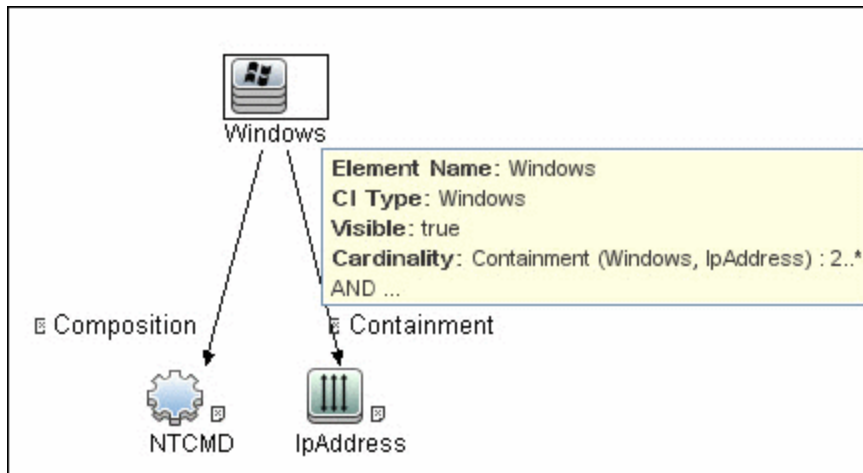 Windows
Element Name: Windows
CI Type: Windows
Visible: true
Cardinality: Containment (Windows, IpAddress) : 2..*
AND ...
Composition
Containment
NTCMD
IpAddress